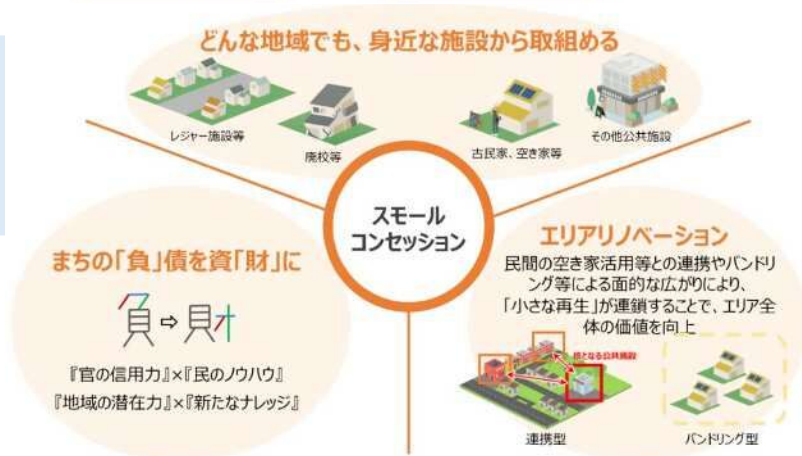 どんな地域でも、身近な施設から取組める
レジャー施設等
廃校等
古民家、空き家等
その他公共施設
スモール
コンセッション
まちの「負」債を資「財」に
負⇨財
『官の信用力』×『民のノウハウ』
『地域の潜在力』×『新たなナレッジ』
エリアリノベーション
民間の空き家活用等との連携やバンドリ
ング等による面的な広がりにより、
「小さな再生」が連鎖することで、エリア全
体の価値を向上
核となる公共施設
連携型
バンドリング型